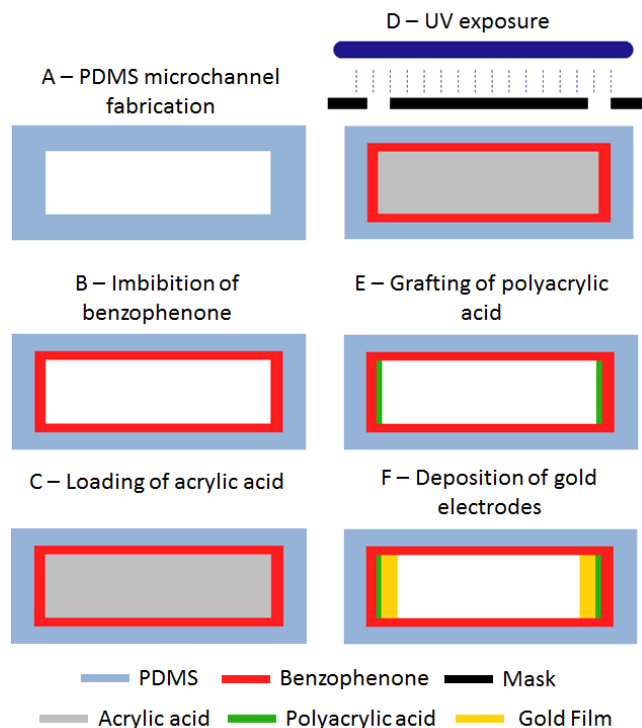 A – PDMS microchannel
fabrication
B – Imbibition of
benzophenone
C – Loading of acrylic acid
D – UV exposure
E – Grafting of polyacrylic
acid
F – Deposition of gold
electrodes
PDMS
Benzophenone
Mask
Acrylic acid
Polyacrylic acid
Gold Film